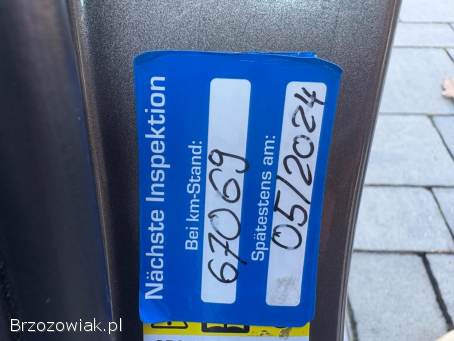 Nächste Inspektion
Bei km-Stand:
67069
Spätestens am:
05/2024
Brzozowiak.pl